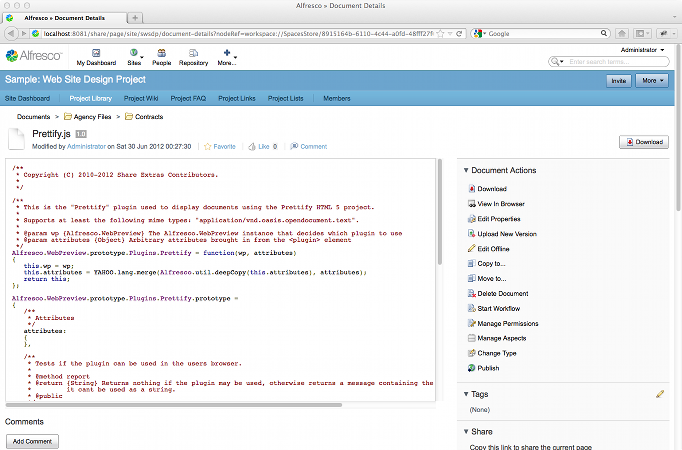 Alfresco » Document Details
Alfresco » Document Details
localhost:8081/share/page/site/swsdp/document-details?nodeRef=workspace://SpacesStore/8915164b-6110-4c44-a0fd-48fff27f
Google
Alfresco
My Dashboard
Sites
People
Repository
More...
Administrator
Enter search terms...
Sample: Web Site Design Project
Invite
More
Site Dashboard
Project Library
Project Wiki
Project FAQ
Project Links
Project Lists
Members
Documents > Agency Files > Contracts
Prettify.js 1.0
Modified by Administrator on Sat 30 Jun 2012 00:27:30
Favorite
Like 0
Comment
Download
/**
 * Copyright (C) 2010-2012 Share Extras Contributors.
 *
 */
/**
 * This is the "Prettify" plugin used to display documents using the Prettify HTML 5 project.
 *
 * Supports at least the following mime types: "application/vnd.oasis.opendocument.text".
 *
 * @param wp {Alfresco.WebPreview} The Alfresco.WebPreview instance that decides which plugin to use
 * @param attributes {Object} Arbitrary attributes brought in from the <plugin> element
 */
Alfresco.WebPreview.prototype.Plugins.Prettify = function(wp, attributes)
{
this.wp = wp;
this.attributes = YAHOO.lang.merge(Alfresco.util.deepCopy(this.attributes), attributes);
return this;
};
Alfresco.WebPreview.prototype.Plugins.Prettify.prototype =
{
/**
 * Attributes
 */
attributes:
{
},
/**
 * Tests if the plugin can be used in the users browser.
 *
 * @method report
 * @return {String} Returns nothing if the plugin may be used, otherwise returns a message containing the
 * it cant be used as a string.
 * @public
Comments
Add Comment
Document Actions
Download
View In Browser
Edit Properties
Upload New Version
Edit Offline
Copy to...
Move to...
Delete Document
Start Workflow
Manage Permissions
Manage Aspects
Change Type
Publish
Tags
(None)
Share
Copy this link to share the current page